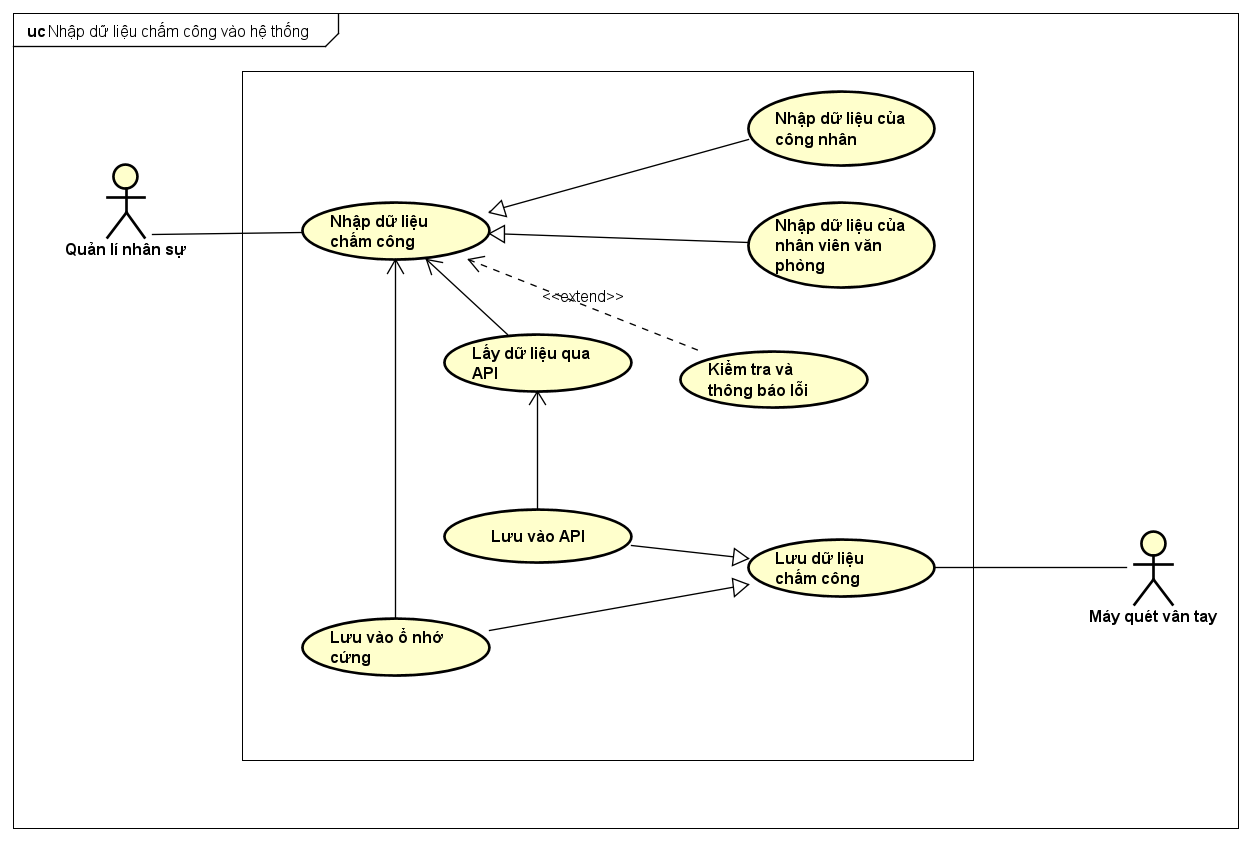 uc Nhập dữ liệu chấm công vào hệ thống
Nhập dữ liệu của
công nhân
Quản lí nhân sự
Nhập dữ liệu
chấm công
Nhập dữ liệu của
nhân viên văn
phòng
<<extend>>
Lấy dữ liệu qua
API
Kiểm tra và
thông báo lỗi
Lưu vào API
Lưu dữ liệu
chấm công
Máy quét vân tay
Lưu vào ổ nhớ
cứng